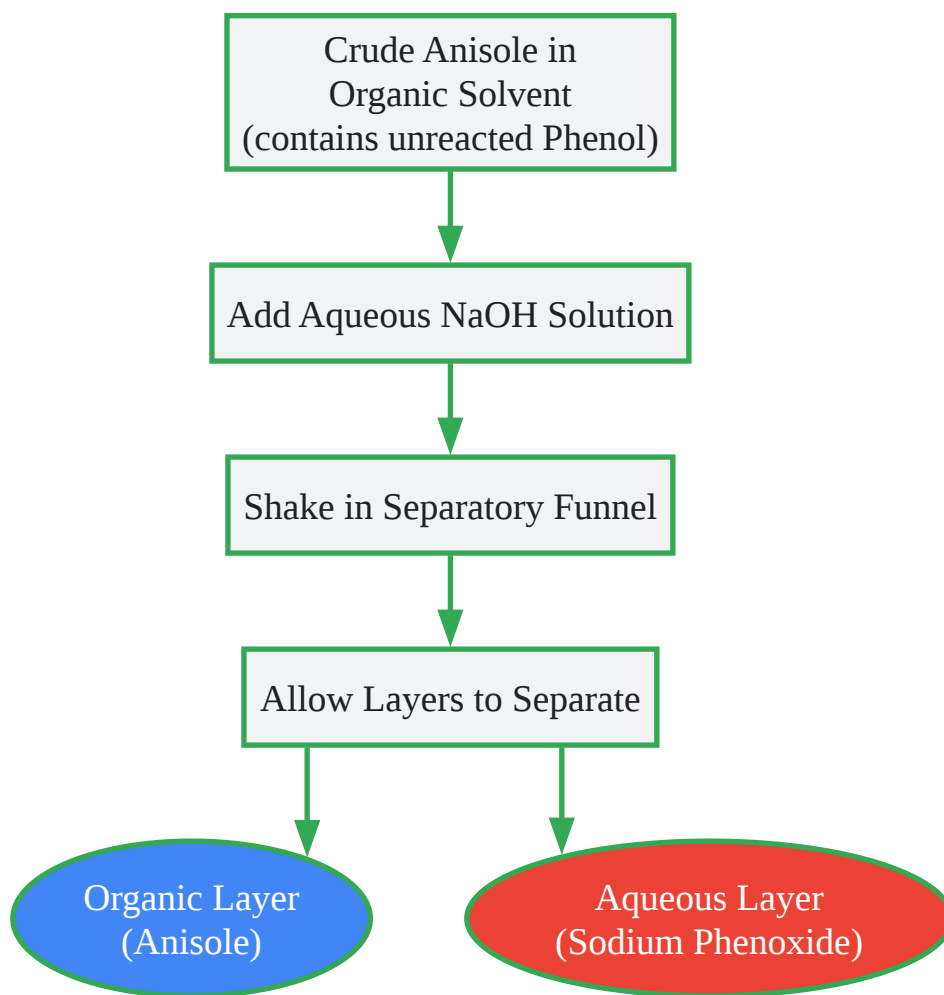 Crude Anisole in
Organic Solvent
(contains unreacted Phenol)
Add Aqueous NaOH Solution
Shake in Separatory Funnel
Allow Layers to Separate
Organic Layer
(Anisole)
Aqueous Layer
(Sodium Phenoxide)